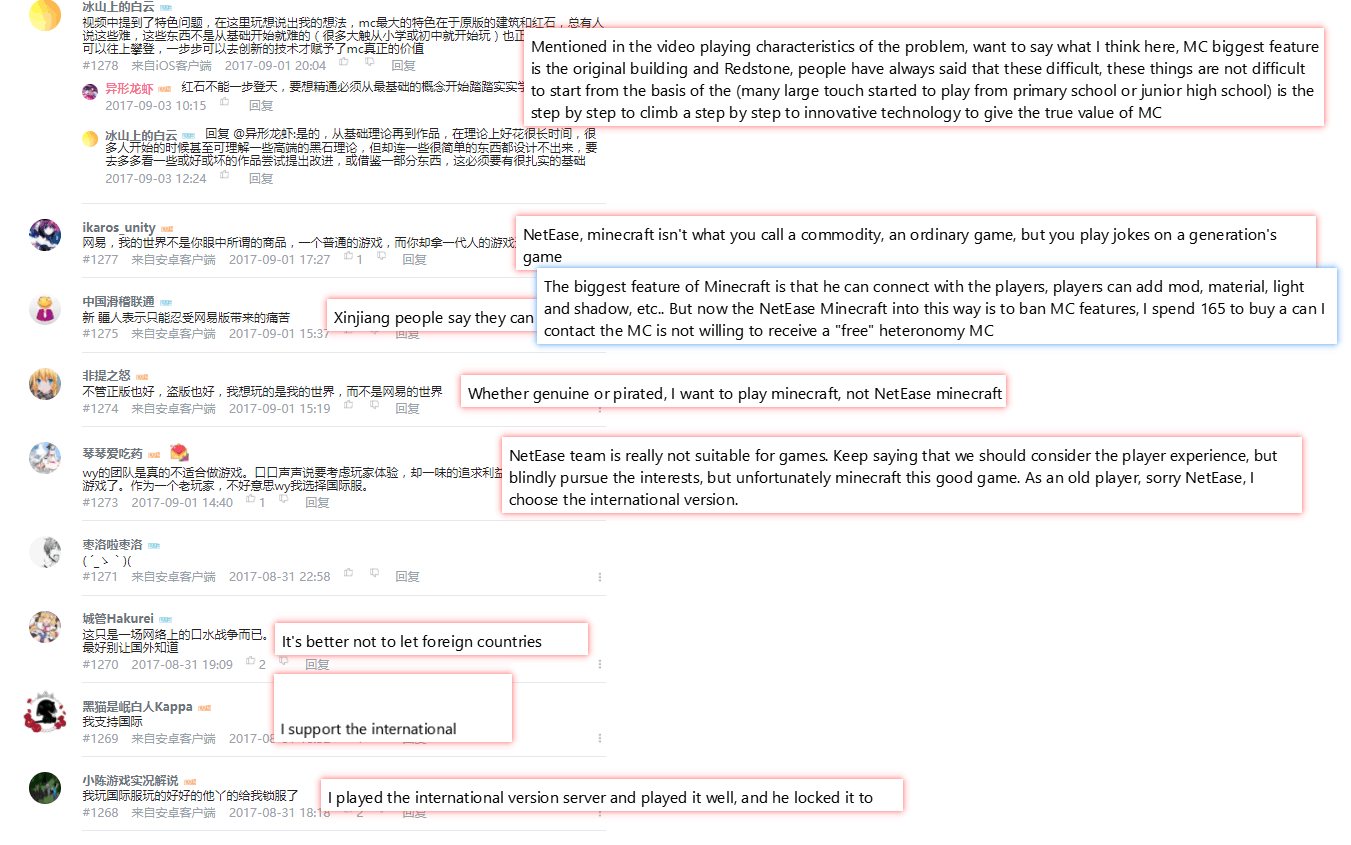 冰山上的白云
视频中提到了特色问题，在这里玩想说出我的想法，mc最大的特色在于原版的建筑和红石，总有人
说这些难，这些东西不是从基础开始就难的（很多大触从小学或初中就开始玩）也正
可以往上攀登，一步步可以去创新的技术才赋予了mc真正的价值
#1278 来自iOS客户端 2017-09-01 20:04 回复
Mentioned in the video playing characteristics of the problem, want to say what I think here, MC biggest feature
is the original building and Redstone, people have always said that these difficult, these things are not difficult
to start from the basis of the (many large touch started to play from primary school or junior high school) is the
step by step to climb a step by step to innovative technology to give the true value of MC
异形龙虾 红石不能一步登天，要想精通必须从最基础的概念开始踏踏实实学
2017-09-03 10:15 回复
冰山上的白云 回复 @异形龙虾:是的，从基础理论再到作品，在理论上好花很长时间，很
多人开始的时候甚至可理解一些高端的黑石理论，但却连一些很简单的东西都设计不出来，要
去多多看一些或好或坏的作品尝试提出改进，或借鉴一部分东西，这必须要有很扎实的基础
2017-09-03 12:24 回复
ikaros_unity
网易，我的世界不是你眼中所谓的商品，一个普通的游戏，而你却拿一代人的游戏
#1277 来自安卓客户端 2017-09-01 17:27 1 回复
NetEase, minecraft isn't what you call a commodity, an ordinary game, but you play jokes on a generation's
game
The biggest feature of Minecraft is that he can connect with the players, players can add mod, material, light
and shadow, etc.. But now the NetEase Minecraft into this way is to ban MC features, I spend 165 to buy a can I
contact the MC is not willing to receive a "free" heteronomy MC
中国滑稽联通
新 疆人表示只能忍受网易版带来的痛苦
#1275 来自安卓客户端 2017-09-01 15:37 回复
Xinjiang people say they can
非提之怒
不管正版也好，盗版也好，我想玩的是我的世界，而不是网易的世界
#1274 来自安卓客户端 2017-09-01 15:19 回复
Whether genuine or pirated, I want to play minecraft, not NetEase minecraft
琴琴爱吃药
wy的团队是真的不适合做游戏。口口声声说要考虑玩家体验，却一味的追求利益
游戏了。作为一个老玩家，不好意思wy我选择国际服。
#1273 来自安卓客户端 2017-09-01 14:40 1 回复
NetEase team is really not suitable for games. Keep saying that we should consider the player experience, but
blindly pursue the interests, but unfortunately minecraft this good game. As an old player, sorry NetEase, I
choose the international version.
枣洛啦枣洛
(´_ゝ｀)(
#1271 来自安卓客户端 2017-08-31 22:58 回复
城管Hakurei
这只是一场网络上的口水战争而已。
最好别让国外知道
#1270 2017-08-31 19:09 2 回复
It's better not to let foreign countries
黑猫是岷白人Kappa
我支持国际
#1269 来自安卓客户端
I support the international
小陈游戏实况解说
我玩国际服玩的好好的他丫的给我锁服了
#1268 来自安卓客户端 2017-08-31 18:18 2 回复
I played the international version server and played it well, and he locked it to